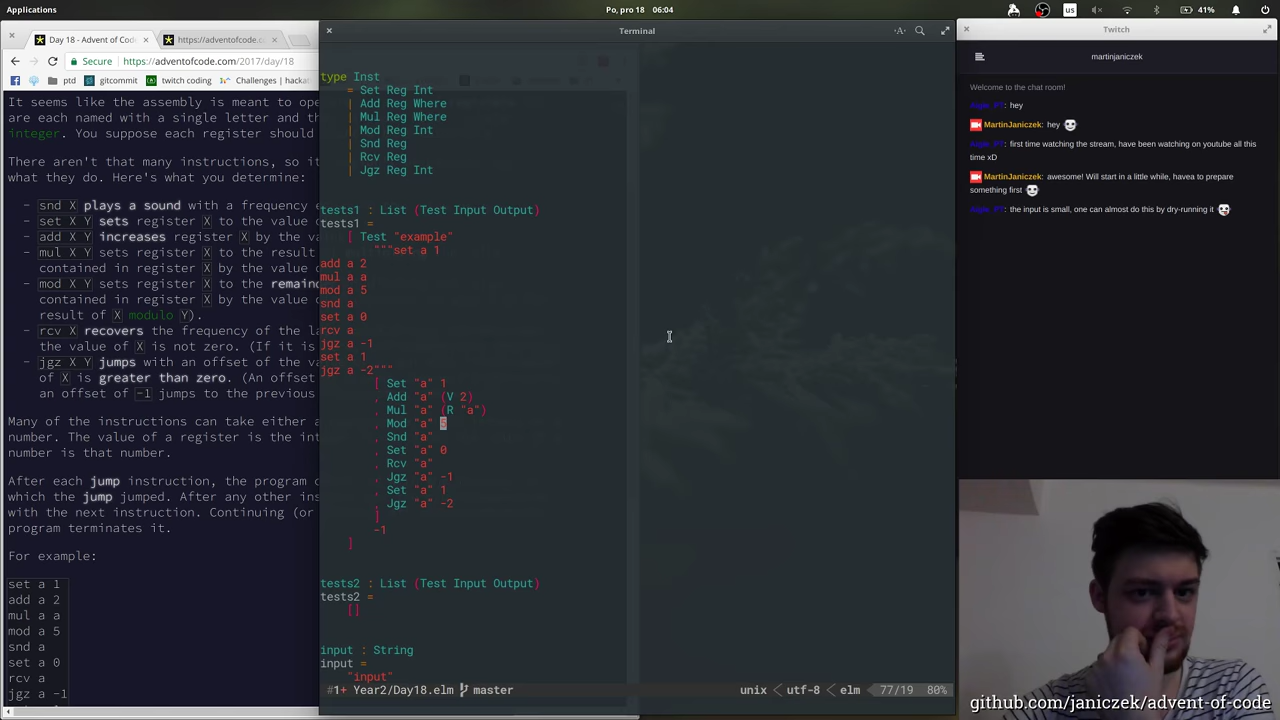 Applications
Po, pro 18 06:04
us
41%
Day 18 - Advent of Code
https://adventofcode.c
Secure
https://adventofcode.com/2017/day/18
ptd
gitcommit
twitch coding
Challenges | hack
It seems like the assembly is meant to ope
are each named with a single letter and th
integer. You suppose each register should
There aren't that many instructions, so it
what they do. Here's what you determine:
- snd X plays a sound with a frequency e
- set X Y sets register X to the value o
- add X Y increases register X by the va
- mul X Y sets register X to the result
contained in register X by the value o
- mod X Y sets register X to the remain
contained in register X by the value o
result of X modulo Y).
- rcv X recovers the frequency of the la
the value of X is not zero. (If it is
- jgz X Y jumps with an offset of the va
of X is greater than zero. (An offset
an offset of -1 jumps to the previous
Many of the instructions can take either a
number. The value of a register is the int
number is that number.
After each jump instruction, the program c
which the jump jumped. After any other ins
with the next instruction. Continuing (or
program terminates it.
For example:
set a 1
add a 2
mul a a
mod a 5
snd a
set a 0
rcv a
jgz a -1
Terminal
type Inst
= Set Reg Int
| Add Reg Where
| Mul Reg Where
| Mod Reg Int
| Snd Reg
| Rcv Reg
| Jgz Reg Int
tests1 : List (Test Input Output)
tests1 =
[ Test "example"
"""set a 1
add a 2
mul a a
mod a 5
snd a
set a 0
rcv a
jgz a -1
set a 1
jgz a -2"""
[ Set "a" 1
, Add "a" (V 2)
, Mul "a" (R "a")
, Mod "a" 5
, Snd "a"
, Set "a" 0
, Rcv "a"
, Jgz "a" -1
, Set "a" 1
, Jgz "a" -2
]
-1
]
tests2 : List (Test Input Output)
tests2 =
[]
input : String
input =
"input"
#1+ Year2/Day18.elm master
unix < utf-8 < elm
77/19
80%
Twitch
martinjaniczek
Welcome to the chat room!
: hey
MartinJaniczek: hey
: first time watching the stream, have been watching on youtube all this
time xD
MartinJaniczek: awesome! Will start in a little while, havea to prepare
something first
: the input is small, one can almost do this by dry-running it
github.com/janiczek/advent-of-code